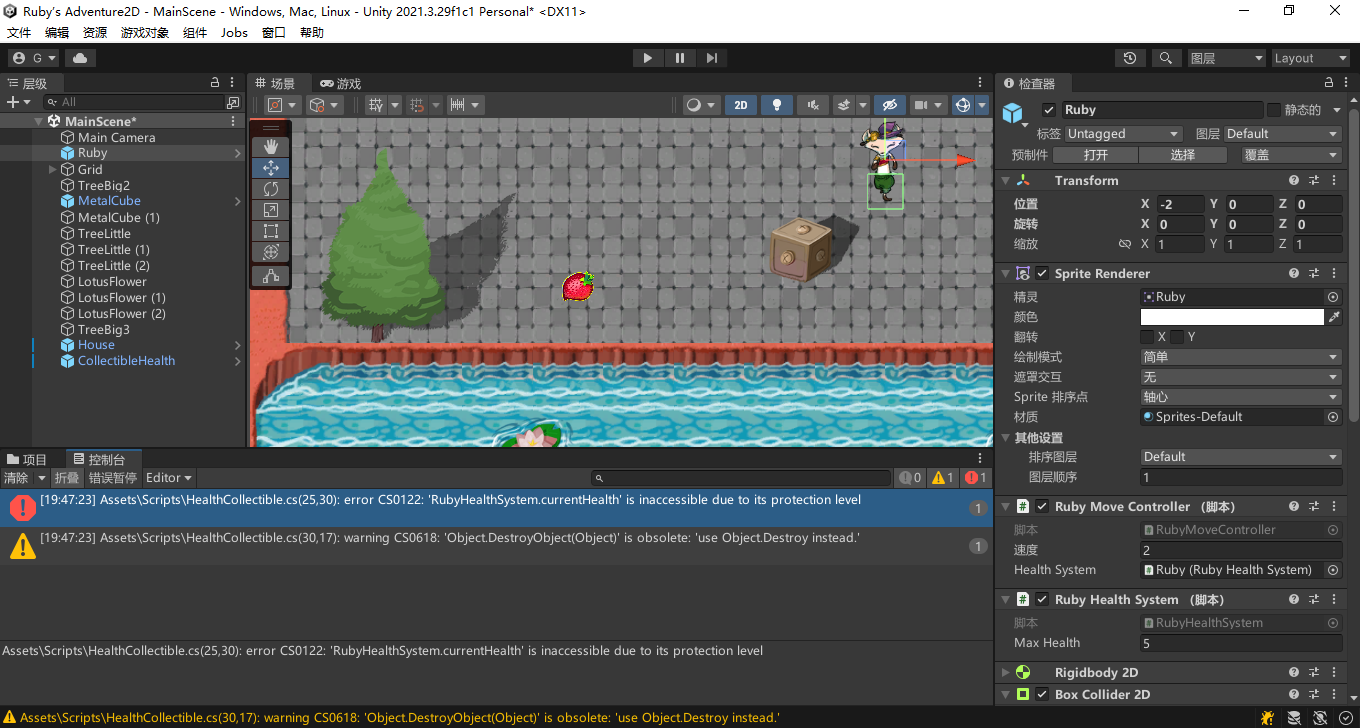 Ruby's Adventure2D - MainScene - Windows, Mac, Linux - Unity 2021.3.29f1c1 Personal* <DX11>
文件 编辑 资源 游戏对象 组件 Jobs 窗口 帮助
G
图层 Layout
层级
All
MainScene*
Main Camera
Ruby
Grid
TreeBig2
MetalCube
MetalCube (1)
TreeLittle
TreeLittle (1)
TreeLittle (2)
LotusFlower
LotusFlower (1)
LotusFlower (2)
TreeBig3
House
CollectibleHealth
场景 游戏
2D
检查器
Ruby 静态的
标签 Untagged 图层 Default
预制件 打开 选择 覆盖
Transform
位置 X -2 Y 0 Z 0
旋转 X 0 Y 0 Z 0
缩放 X 1 Y 1 Z 1
Sprite Renderer
精灵 Ruby
颜色
翻转 X Y
绘制模式 简单
遮罩交互 无
Sprite 排序点 轴心
材质 Sprites-Default
其他设置
排序图层 Default
图层顺序 1
Ruby Move Controller （脚本）
脚本 RubyMoveController
速度 2
Health System Ruby (Ruby Health System)
Ruby Health System （脚本）
脚本 RubyHealthSystem
Max Health 5
Rigidbody 2D
Box Collider 2D
项目 控制台
清除 折叠 错误暂停 Editor 0 1 1
[19:47:23] Assets\Scripts\HealthCollectible.cs(25,30): error CS0122: 'RubyHealthSystem.currentHealth' is inaccessible due to its protection level
1
[19:47:23] Assets\Scripts\HealthCollectible.cs(30,17): warning CS0618: 'Object.DestroyObject(Object)' is obsolete: 'use Object.Destroy instead.'
1
Assets\Scripts\HealthCollectible.cs(25,30): error CS0122: 'RubyHealthSystem.currentHealth' is inaccessible due to its protection level
Assets\Scripts\HealthCollectible.cs(30,17): warning CS0618: 'Object.DestroyObject(Object)' is obsolete: 'use Object.Destroy instead.'